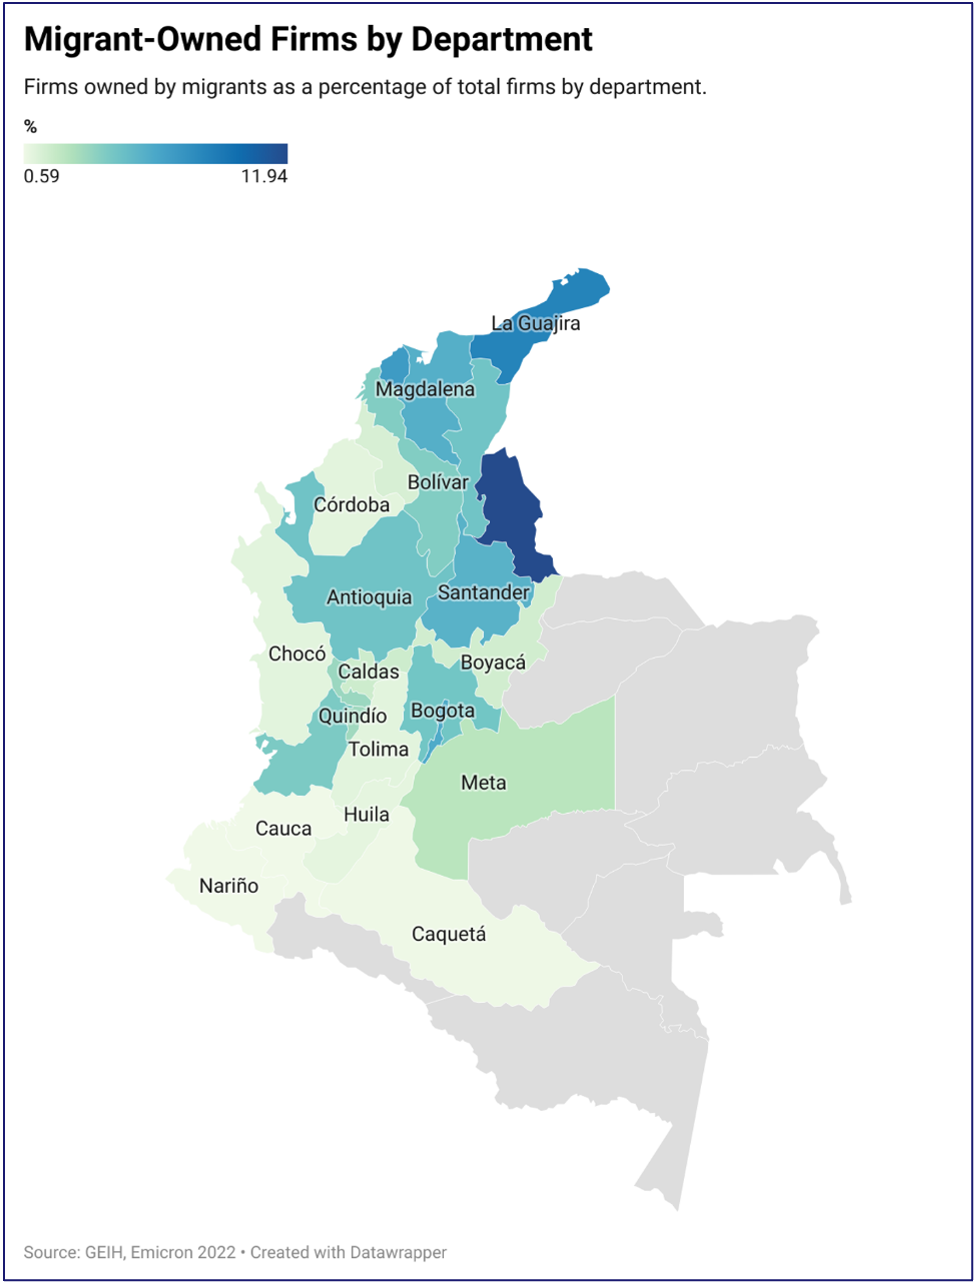 Migrant-Owned Firms by Department
Firms owned by migrants as a percentage of total firms by department.
%
0.59 11.94
La Guajira
Magdalena
Bolívar
Córdoba
Santander
Antioquia
Chocó
Boyacá
Caldas
Bogota
Quindío
Tolima
Meta
Huila
Cauca
Nariño
Caquetá
Source: GEIH, Emicron 2022 • Created with Datawrapper